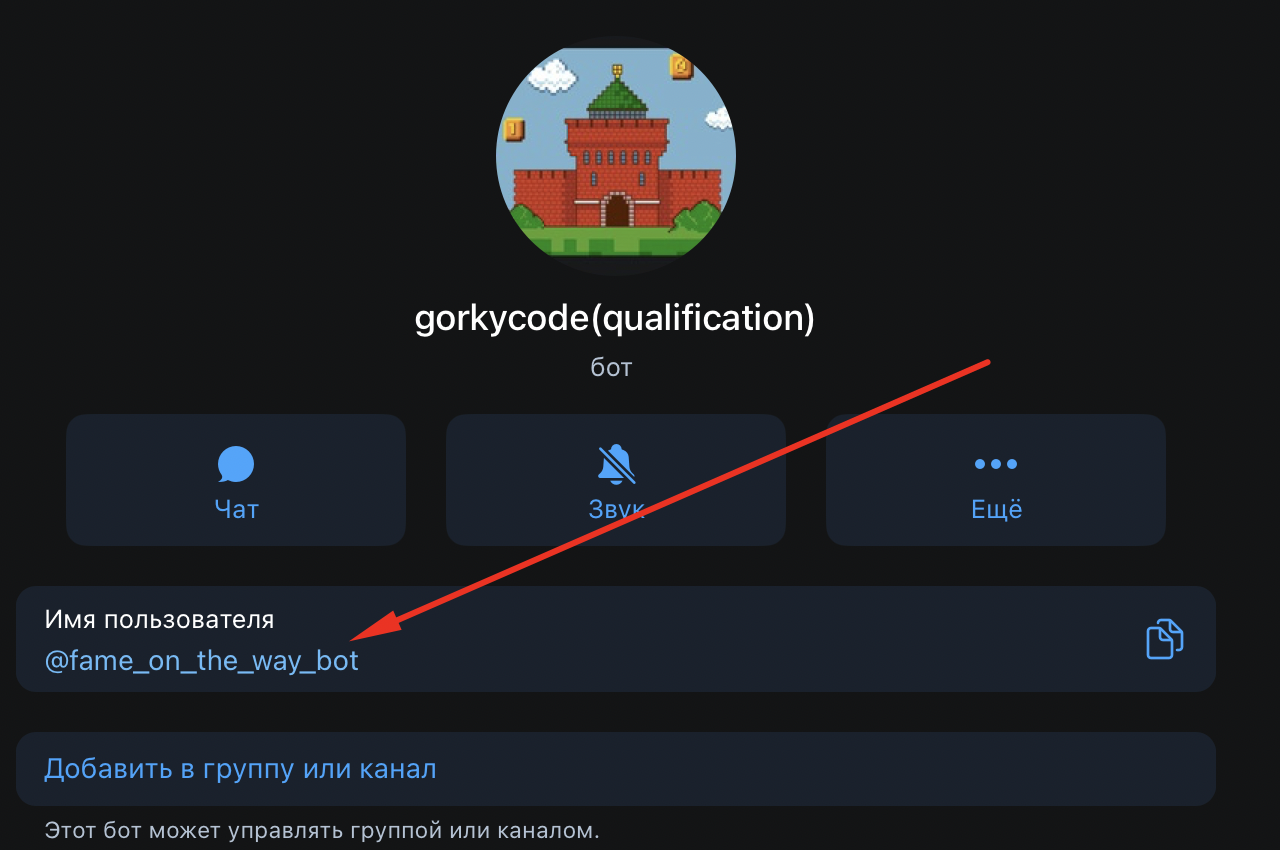 gorkycode(qualification)
бот
Чат
Звук
Ещё
Имя пользователя
@fame_on_the_way_bot
Добавить в группу или канал
Этот бот может управлять группой или каналом.